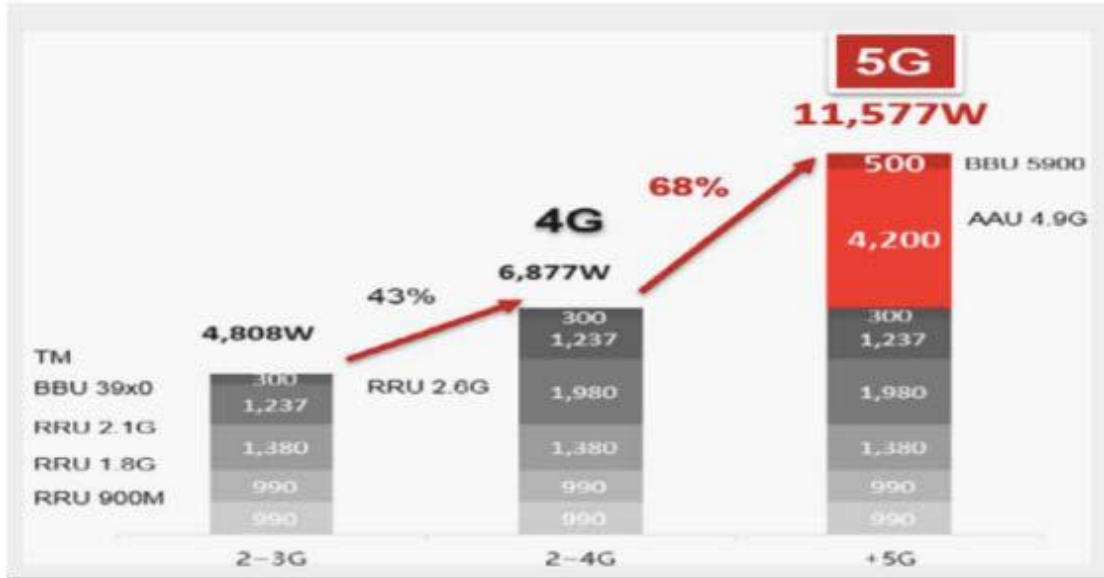 5G
11,577W
500 BBU 5900
68%
4,200 AAU 4.9G
4G
6,877W
43%
4,808W
TM
BBU 39x0
RRU 2.1G
RRU 1.8G
RRU 900M
300
1,237
1,380
990
990
RRU 2.6G
300
1,237
1,980
1,380
990
990
300
1,237
1,980
1,380
990
990
2-3G
2-4G
+5G